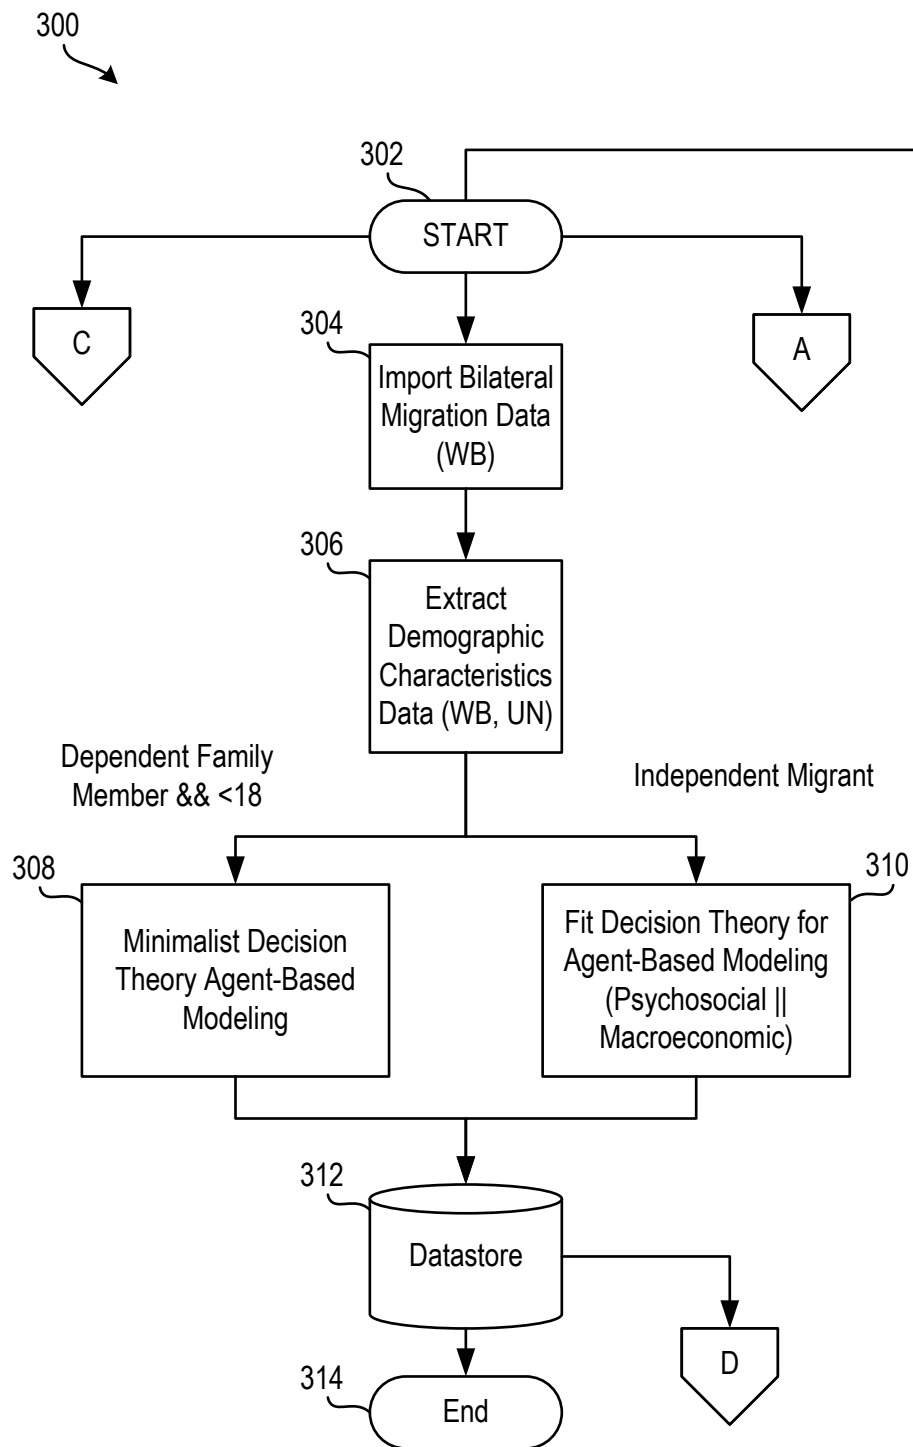 300
302
START
C
A
304
Import Bilateral
Migration Data
(WB)
306
Extract
Demographic
Characteristics
Data (WB, UN)
Dependent Family
Member && <18
Independent Migrant
308
310
Minimalist Decision
Theory Agent-Based
Modeling
Fit Decision Theory for
Agent-Based Modeling
(Psychosocial ||
Macroeconomic)
312
Datastore
D
314
End